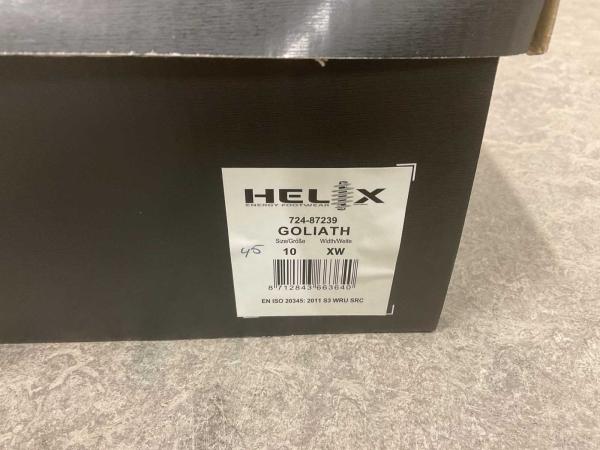 HELIX
ENERGY FOOTWEAR
724-87239
GOLIATH
Size/Größe Width/Weite
45 10 XW
8 712843 663640
EN ISO 20345: 2011 S3 WRU SRC